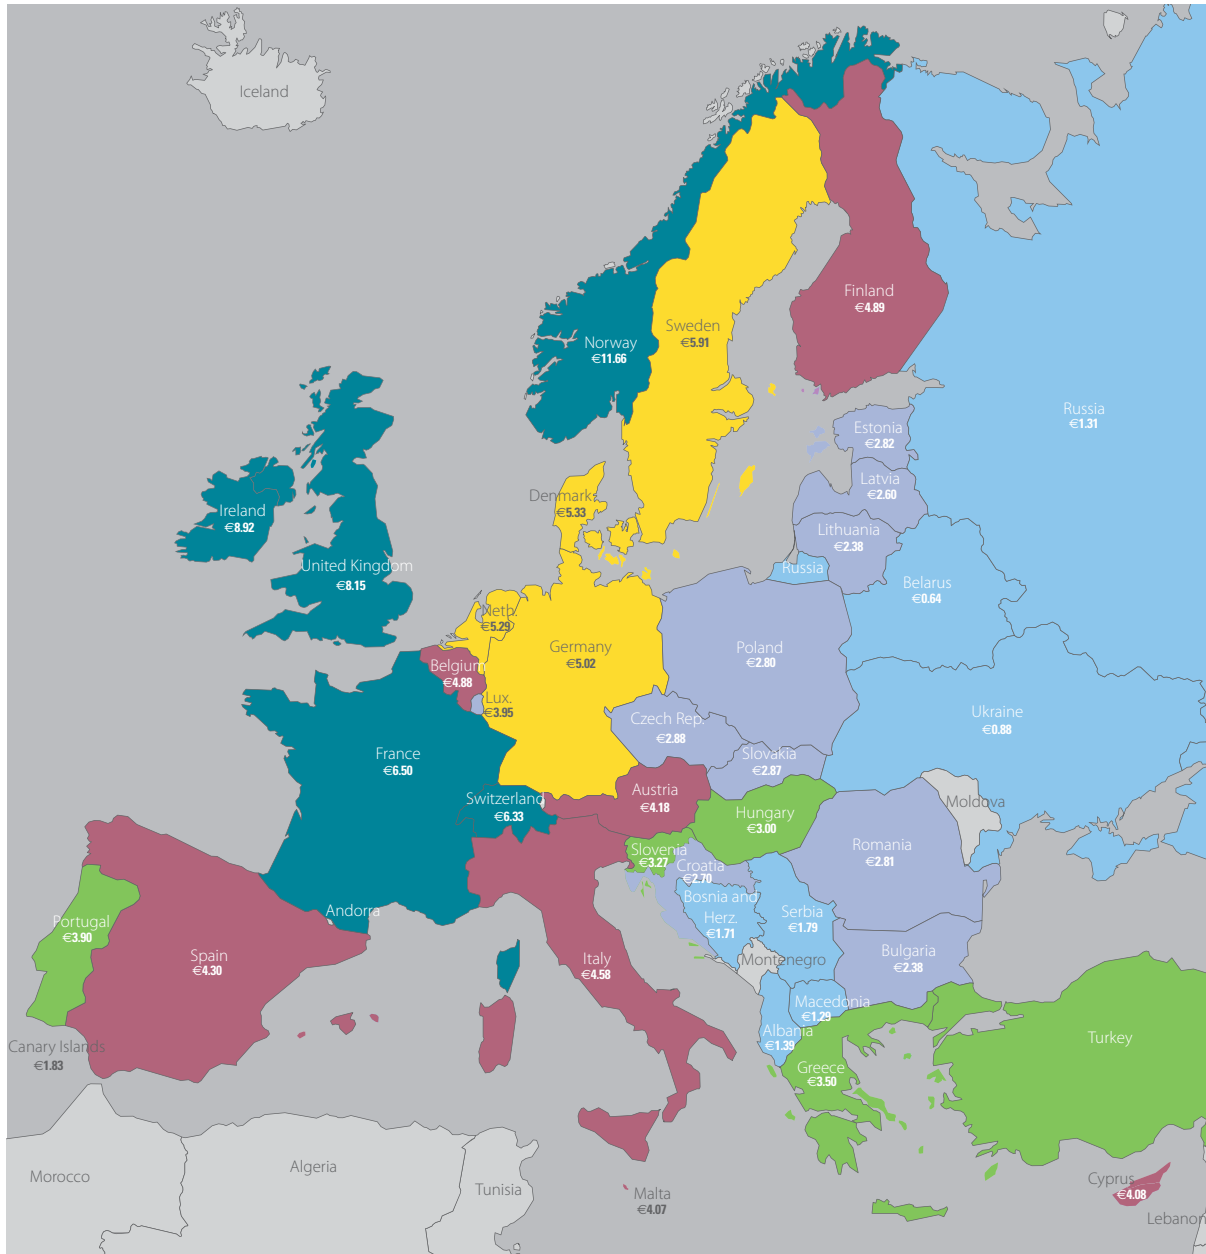 Iceland
Norway
€11.66
Sweden
€5.91
Finland
€4.89
Russia
€1.31
Estonia
€2.82
Latvia
€2.60
Lithuania
€2.38
Russia
Belarus
€0.64
Denmark
€5.33
Ireland
€8.92
United Kingdom
€8.15
Neth.
€5.29
Germany
€5.02
Poland
€2.80
Belgium
€4.88
Lux.
€3.95
Czech Rep.
€2.88
Ukraine
€0.88
France
€6.50
Slovakia
€2.87
Switzerland
€6.33
Austria
€4.18
Hungary
€3.00
Moldova
Slovenia
€3.27
Croatia
€2.70
Romania
€2.81
Bosnia and
Herz.
€1.71
Serbia
€1.79
Andorra
Portugal
€3.90
Spain
€4.30
Italy
€4.58
Montenegro
Bulgaria
€2.38
Macedonia
€1.29
Albania
€1.39
Canary Islands
€1.83
Greece
€3.50
Turkey
Morocco
Algeria
Tunisia
Malta
€4.07
Cyprus
€4.08
Lebanon